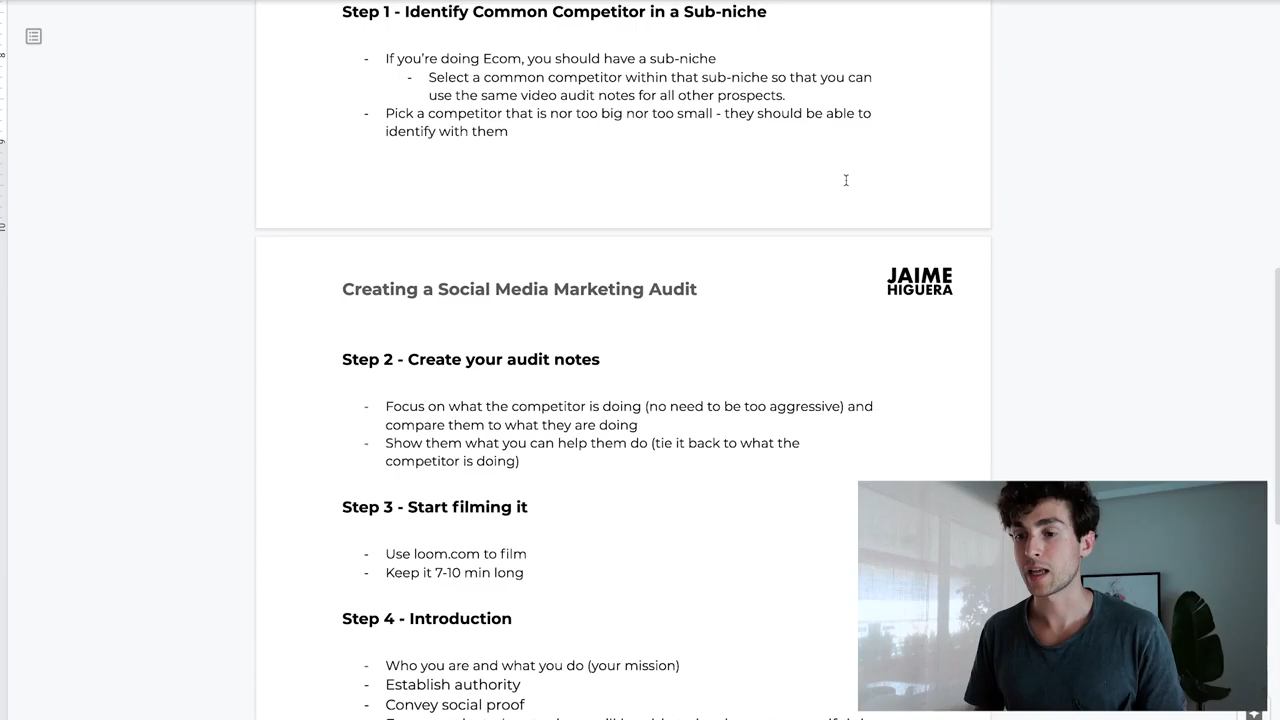 Step 1 - Identify Common Competitor in a Sub-niche
- If you're doing Ecom, you should have a sub-niche
- Select a common competitor within that sub-niche so that you can
use the same video audit notes for all other prospects.
- Pick a competitor that is nor too big nor too small - they should be able to
identify with them
Creating a Social Media Marketing Audit
JAIME
HIGUERA
Step 2 - Create your audit notes
- Focus on what the competitor is doing (no need to be too aggressive) and
compare them to what they are doing
- Show them what you can help them do (tie it back to what the
competitor is doing)
Step 3 - Start filming it
- Use loom.com to film
- Keep it 7-10 min long
Step 4 - Introduction
- Who you are and what you do (your mission)
- Establish authority
- Convey social proof